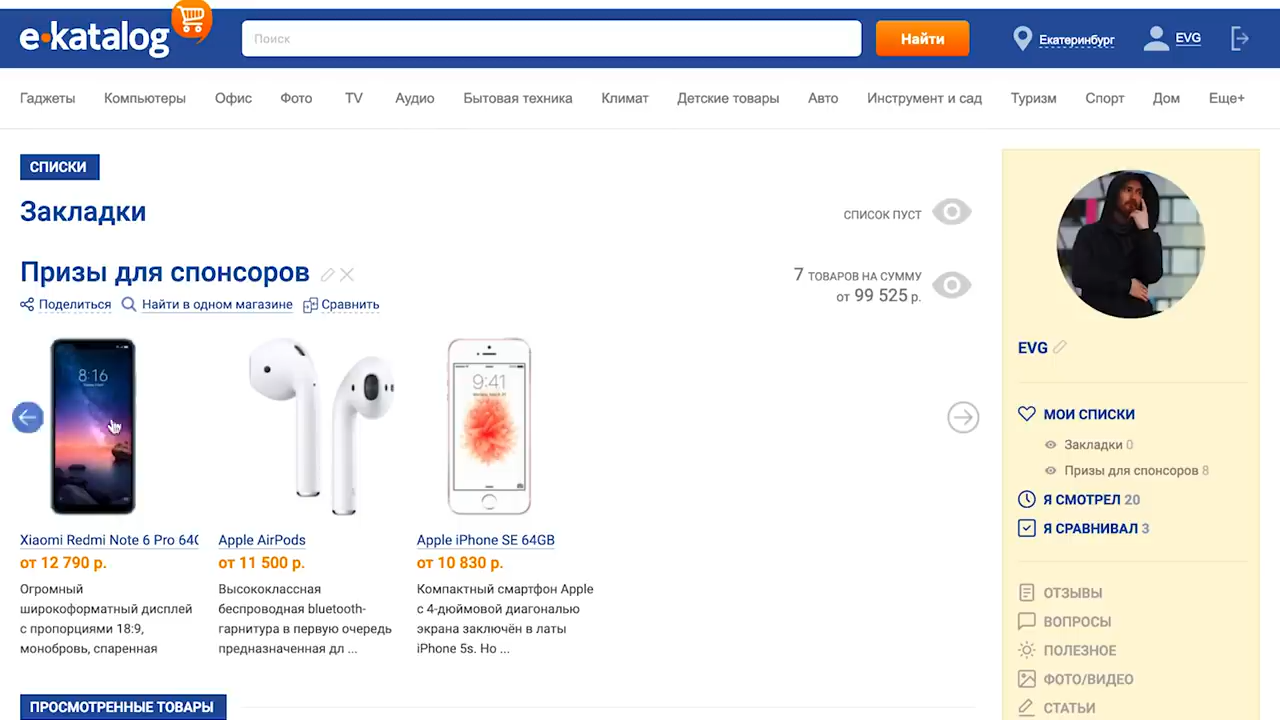 e·katalog
Поиск
Найти
Екатеринбург
EVG
Гаджеты Компьютеры Офис Фото TV Аудио Бытовая техника Климат Детские товары Авто Инструмент и сад Туризм Спорт Дом Еще+
СПИСКИ
Закладки
СПИСОК ПУСТ
Призы для спонсоров
7 ТОВАРОВ НА СУММУ
от 99 525 р.
Поделиться Найти в одном магазине Сравнить
8:16
9:41
Xiaomi Redmi Note 6 Pro 64
от 12 790 р.
Огромный
широкоформатный дисплей
с пропорциями 18:9,
монобровь, спаренная
Apple AirPods
от 11 500 р.
Высококлассная
беспроводная bluetooth-
гарнитура в первую очередь
предназначенная дл ...
Apple iPhone SE 64GB
от 10 830 р.
Компактный смартфон Apple
с 4-дюймовой диагональю
экрана заключён в латы
iPhone 5s. Но ...
ПРОСМОТРЕННЫЕ ТОВАРЫ
EVG
МОИ СПИСКИ
Закладки 0
Призы для спонсоров 8
Я СМОТРЕЛ 20
Я СРАВНИВАЛ 3
ОТЗЫВЫ
ВОПРОСЫ
ПОЛЕЗНОЕ
ФОТО/ВИДЕО
СТАТЬИ